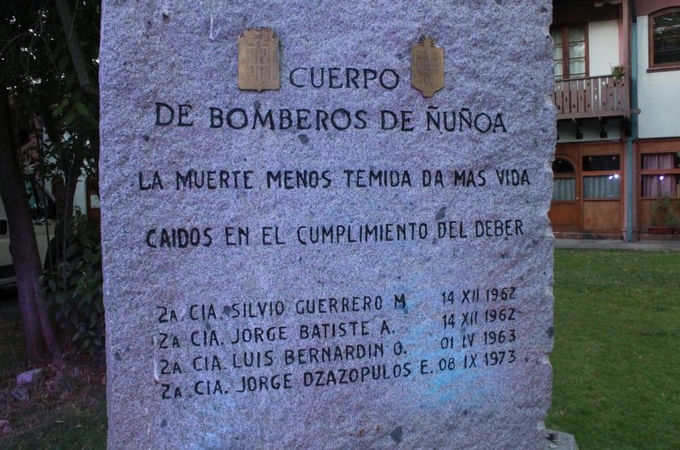 CUERPO
DE BOMBEROS DE ÑUÑOA
LA MUERTE MENOS TEMIDA DA MAS VIDA
CAIDOS EN EL CUMPLIMIENTO DEL DEBER
2A CIA. SILVIO GUERRERO M. 14 XII 1962
2A CIA. JORGE BATISTE A. 14 XII 1962
2A CIA. LUIS BERNARDIN O. 01 IV 1963
2A CIA. JORGE DZAZOPULOS E. 08 IX 1973